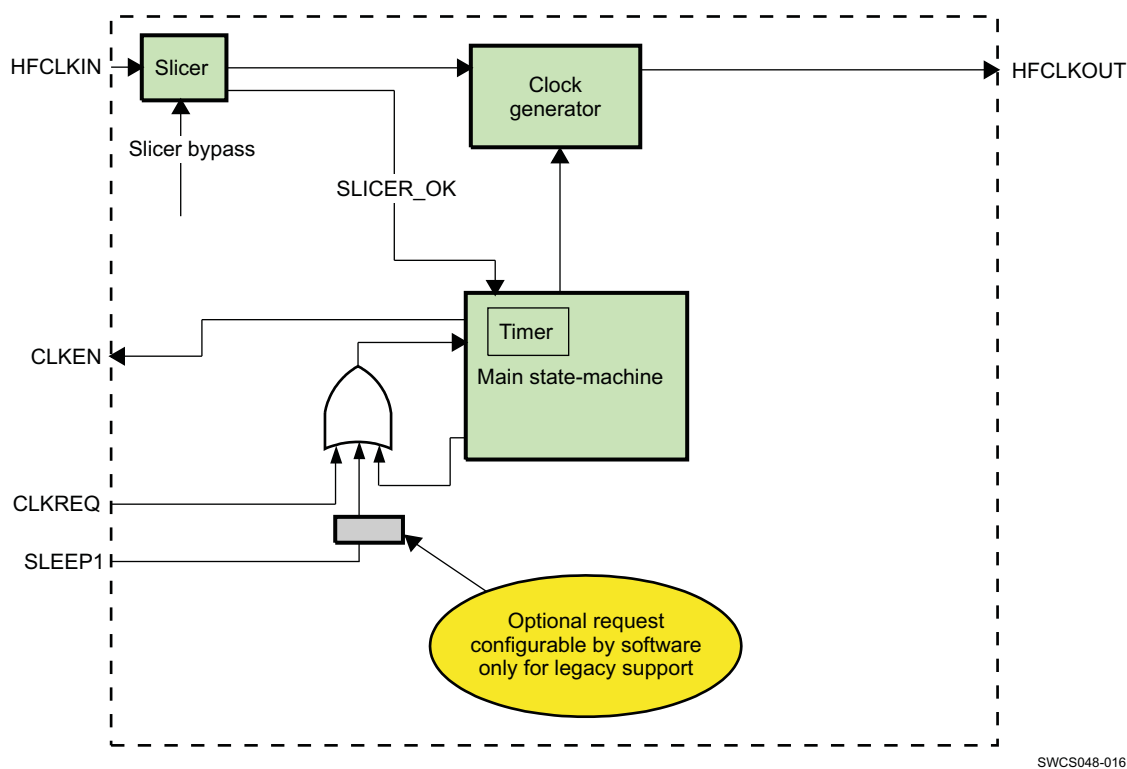 HFCLKIN
Slicer
Clock
generator
HFCLKOUT
Slicer bypass
SLICER_OK
Timer
CLKEN
Main state-machine
CLKREQ
SLEEP1
Optional request
configurable by software
only for legacy support
SWCS048-016